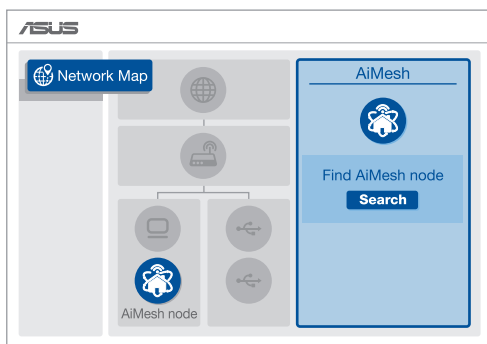 ASUS
Network Map
AiMesh
Find AiMesh node
Search
AiMesh node